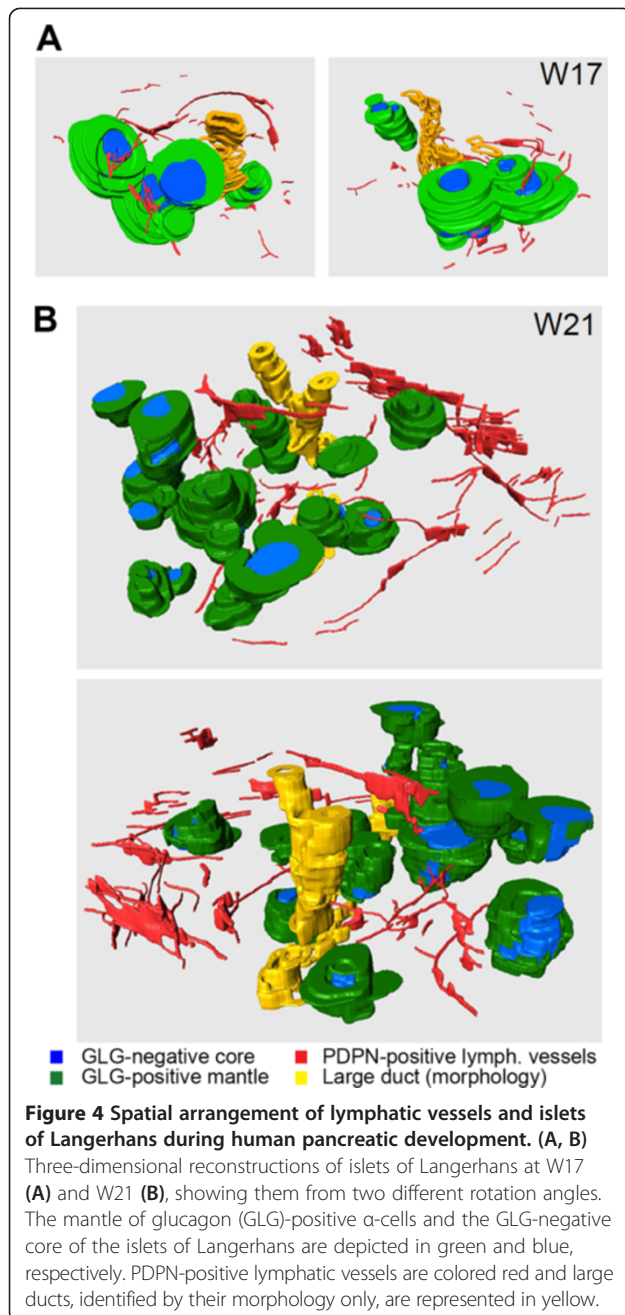 A
W17
B
W21
GLG-negative core
PDPN-positive lymph. vessels
GLG-positive mantle
Large duct (morphology)
Figure 4 Spatial arrangement of lymphatic vessels and islets
of Langerhans during human pancreatic development. (A, B)
Three-dimensional reconstructions of islets of Langerhans at W17
(A) and W21 (B), showing them from two different rotation angles.
The mantle of glucagon (GLG)-positive α-cells and the GLG-negative
core of the islets of Langerhans are depicted in green and blue,
respectively. PDPN-positive lymphatic vessels are colored red and large
ducts, identified by their morphology only, are represented in yellow.